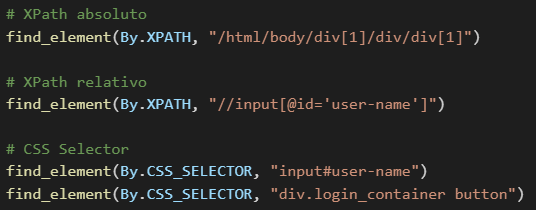 # XPath absoluto
find_element(By.XPATH, "/html/body/div[1]/div/div[1]")
# XPath relativo
find_element(By.XPATH, "//input[@id='user-name']")
# CSS Selector
find_element(By.CSS_SELECTOR, "input#user-name")
find_element(By.CSS_SELECTOR, "div.login_container button")